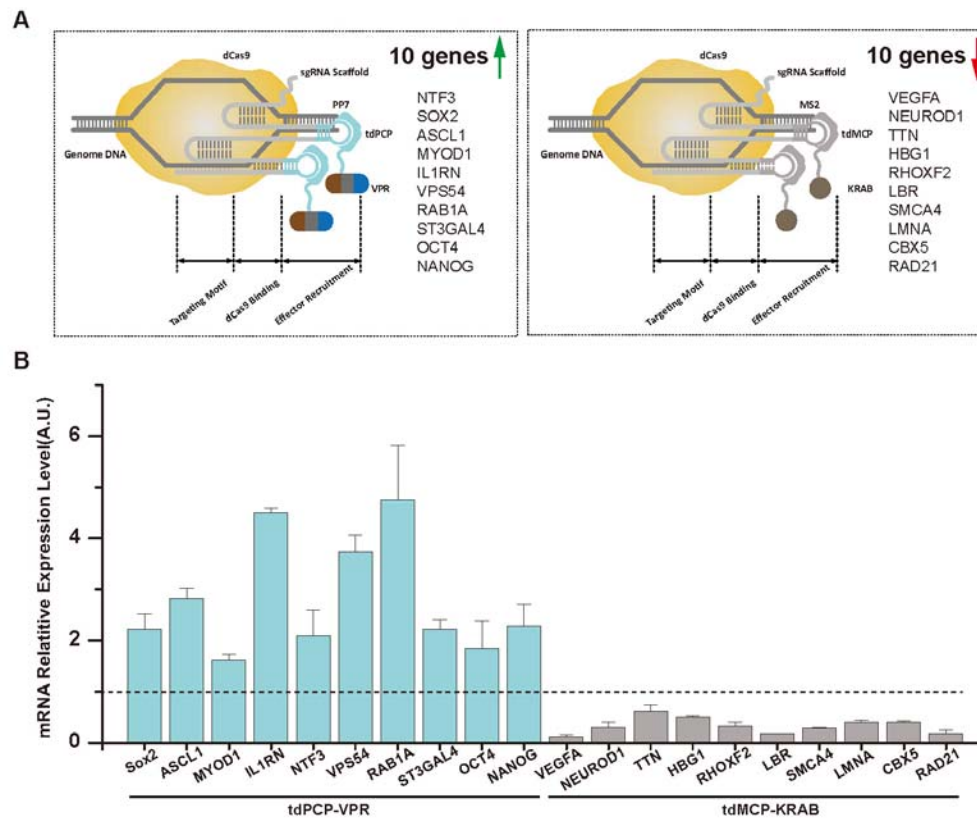 A
dCas9
10 genes
sgRNA Scaffold
PP7
tdPCP
Genome DNA
VPR
Targeting Motif
dCas9 Binding
Effector Recruitment
NTF3
SOX2
ASCL1
MYOD1
IL1RN
VPS54
RAB1A
ST3GAL4
OCT4
NANOG
dCas9
10 genes
sgRNA Scaffold
MS2
tdMCP
Genome DNA
KRAB
Targeting Motif
dCas9 Binding
Effector Recruitment
VEGFA
NEUROD1
TTN
HBG1
RHOXF2
LBR
SMCA4
LMNA
CBX5
RAD21
B
mRNA Relatitive Expression Level(A.U.)
6
4
2
0
Sox2
ASCL1
MYOD1
IL1RN
NTF3
VPS54
RAB1A
ST3GAL4
OCT4
NANOG
VEGFA
NEUROD1
TTN
HBG1
RHOXF2
LBR
SMCA4
LMNA
CBX5
RAD21
tdPCP-VPR
tdMCP-KRAB